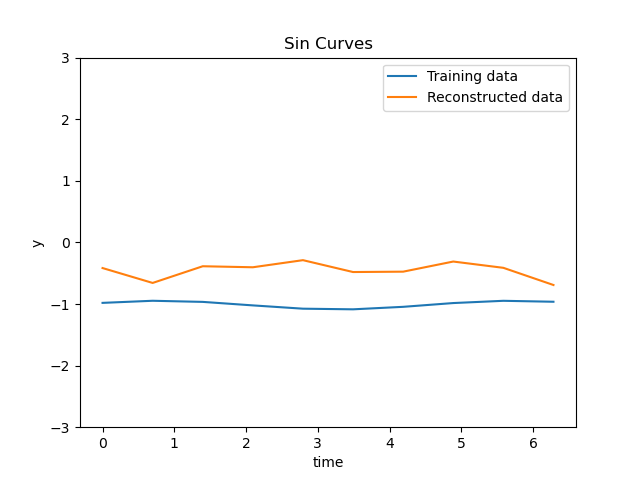 Sin Curves
Training data
Reconstructed data
3
2
1
0
−1
−2
−3
y
0 1 2 3 4 5 6
time